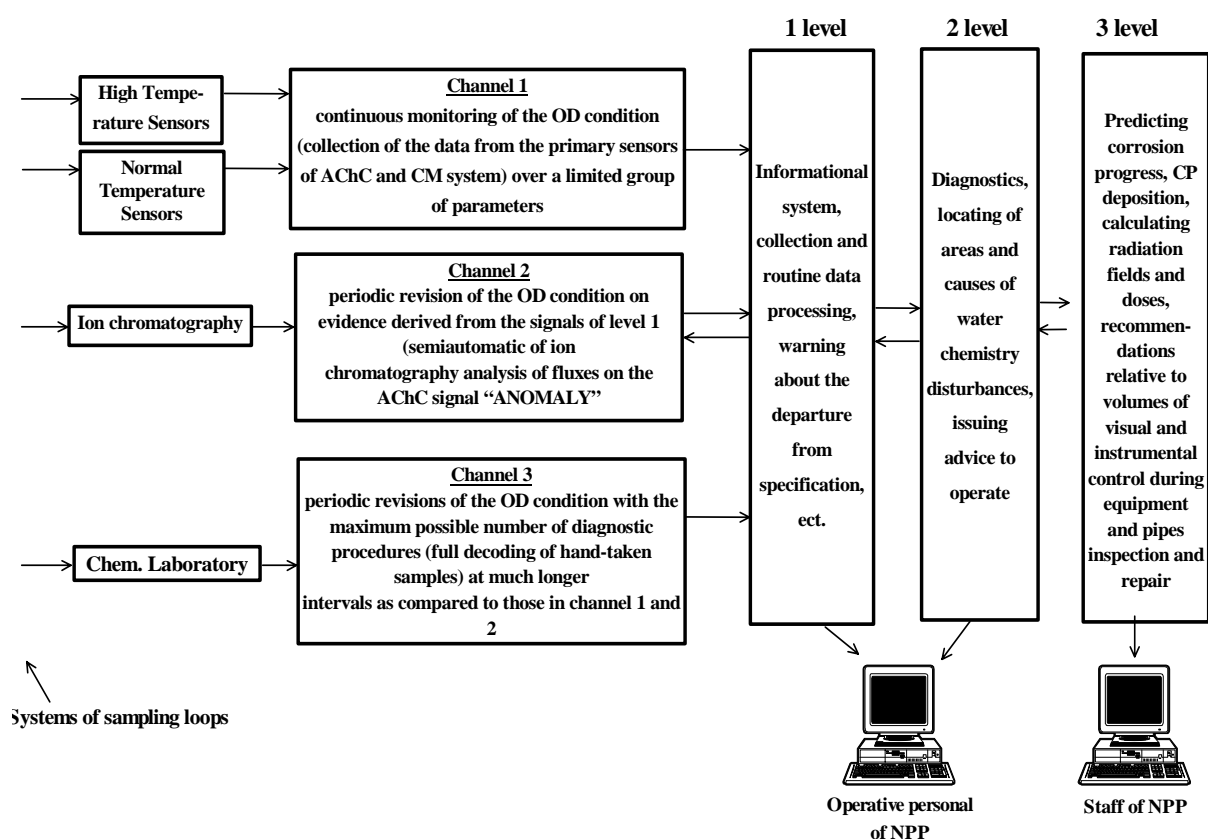 1 level
2 level
3 level
High Tempe-
rature Sensors
Normal
Temperature
Sensors
Channel 1
continuous monitoring of the OD condition
(collection of the data from the primary sensors
of AChC and CM system) over a limited group
of parameters
Ion chromatography
Channel 2
periodic revision of the OD condition on
evidence derived from the signals of level 1
(semiautomatic of ion
chromatography analysis of fluxes on the
AChC signal “ANOMALY”
Chem. Laboratory
Channel 3
periodic revisions of the OD condition with the
maximum possible number of diagnostic
procedures (full decoding of hand-taken
samples) at much longer
intervals as compared to those in channel 1 and
2
Informational
system,
collection and
routine data
processing,
warning
about the
departure
from
specification,
ect.
Diagnostics,
locating of
areas and
causes of
water
chemistry
disturbances,
issuing
advice to
operate
Predicting
corrosion
progress, CP
deposition,
calculating
radiation
fields and
doses,
recommen-
dations
relative to
volumes of
visual and
instrumental
control during
equipment
and pipes
inspection and
repair
Systems of sampling loops
Operative personal
of NPP
Staff of NPP